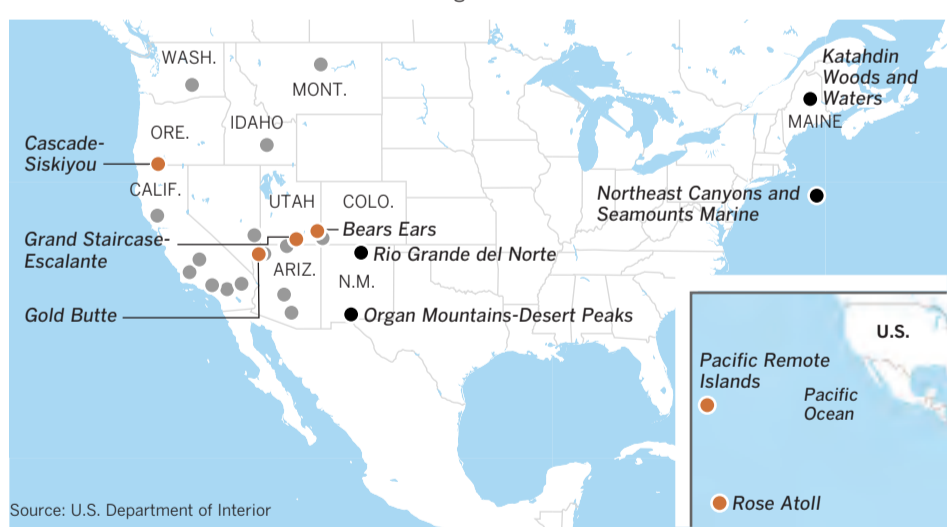 WASH.
MONT.
Katahdin
Woods and
Waters
MAINE
ORE.
IDAHO
Cascade-
Siskiyou
CALIF.
UTAH
COLO.
Northeast Canyons and
Seamounts Marine
Bears Ears
Grand Staircase-
Escalante
Rio Grande del Norte
ARIZ.
N.M.
Gold Butte
Organ Mountains-Desert Peaks
U.S.
Pacific Remote
Islands
Pacific
Ocean
Rose Atoll
Source: U.S. Department of Interior